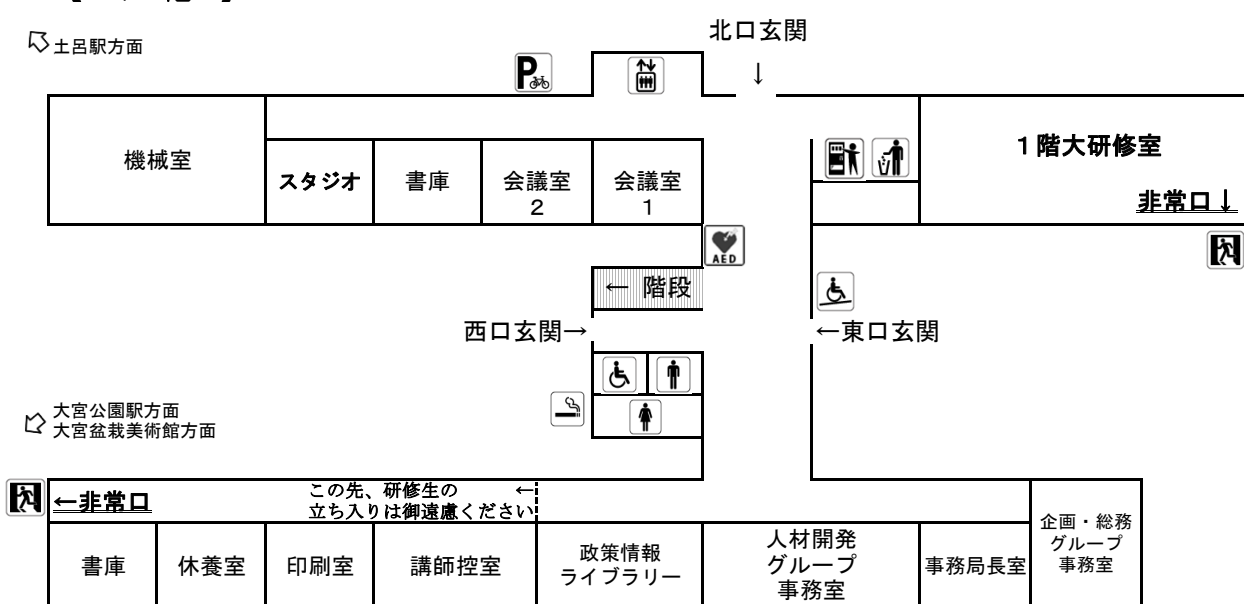 土呂駅方面
北口玄関
↓
P
機械室
スタジオ
書庫
会議室
2
会議室
1
1階大研修室
非常口↓
AED
← 階段
西口玄関→
←東口玄関
大宮公園駅方面
大宮盆栽美術館方面
←非常口
この先、研修生の ←
立ち入りは御遠慮ください
書庫
休養室
印刷室
講師控室
政策情報
ライブラリー
人材開発
グループ
事務室
事務局長室
企画・総務
グループ
事務室